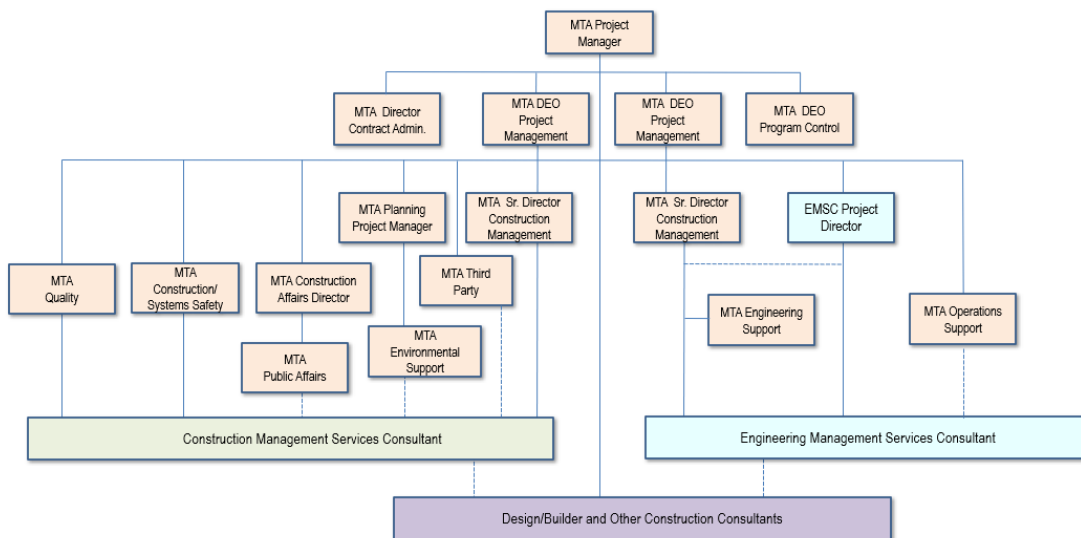 MTA Project
Manager
MTA Director
Contract Admin.
MTA DEO
Project
Management
MTA DEO
Project
Management
MTA DEO
Program Control
MTA Planning
Project Manager
MTA Sr. Director
Construction
Management
MTA Sr. Director
Construction
Management
EMSC Project
Director
MTA
Quality
MTA
Construction/
Systems Safety
MTA Construction
Affairs Director
MTA Third
Party
MTA Engineering
Support
MTA Operations
Support
MTA
Public Affairs
MTA
Environmental
Support
Construction Management Services Consultant
Engineering Management Services Consultant
Design/Builder and Other Construction Consultants